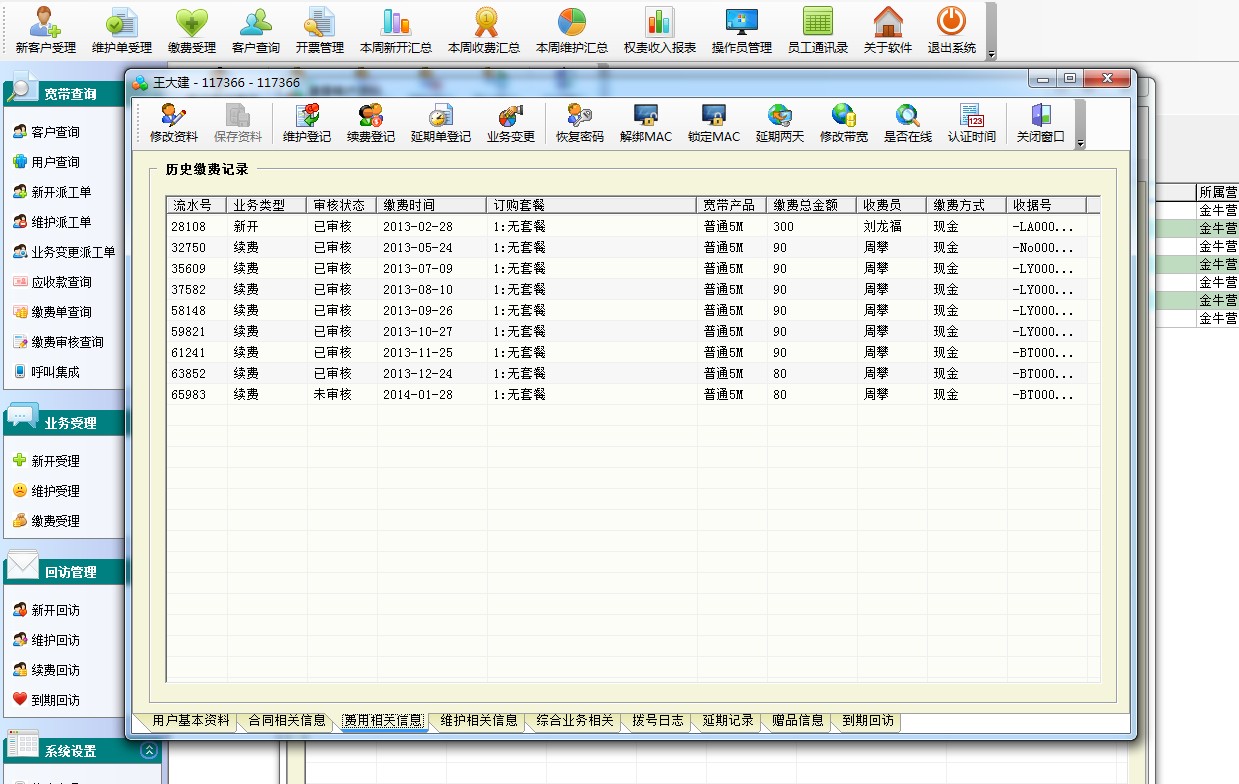 新客户受理 维护单受理 缴费受理 客户查询 开票管理 本周新开汇总 本周收费汇总 本周维护汇总 权责收入报表 操作员管理 员工通讯录 关于软件 退出系统
宽带查询
客户查询
用户查询
新开派工单
维护派工单
业务变更派工单
应收款查询
缴费单查询
缴费审核查询
呼叫集成
业务受理
新开受理
维护受理
缴费受理
回访管理
新开回访
维护回访
续费回访
到期回访
系统设置
王大建 - 117366 - 117366
修改资料 保存资料 维护登记 续费登记 延期单登记 业务变更 恢复密码 解绑MAC 锁定MAC 延期两天 修改带宽 是否在线 认证时间 关闭窗口
历史缴费记录
流水号 业务类型 审核状态 缴费时间 订购套餐 宽带产品 缴费总金额 收费员 缴费方式 收据号
28108 新开 已审核 2013-02-28 1:无套餐 普通5M 300 刘龙福 现金 -LA000...
32750 续费 已审核 2013-05-24 1:无套餐 普通5M 90 周攀 现金 -No000...
35609 续费 已审核 2013-07-09 1:无套餐 普通5M 90 周攀 现金 -LY000...
37582 续费 已审核 2013-08-10 1:无套餐 普通5M 90 周攀 现金 -LY000...
58148 续费 已审核 2013-09-26 1:无套餐 普通5M 90 周攀 现金 -LY000...
59821 续费 已审核 2013-10-27 1:无套餐 普通5M 90 周攀 现金 -LY000...
61241 续费 已审核 2013-11-25 1:无套餐 普通5M 90 周攀 现金 -BT000...
63852 续费 已审核 2013-12-24 1:无套餐 普通5M 80 周攀 现金 -BT000...
65983 续费 未审核 2014-01-28 1:无套餐 普通5M 80 周攀 现金 -BT000...
用户基本资料 合同相关信息 费用相关信息 维护相关信息 综合业务相关 拨号日志 延期记录 赠品信息 到期回访
所属营
金牛营
金牛营
金牛营
金牛营
金牛营
金牛营
金牛营